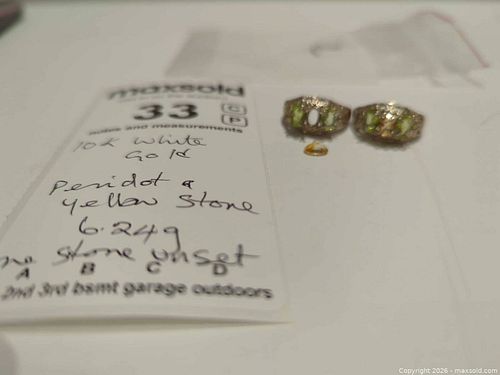 maxsold
33 C P
notes and measurements
10k White
Gold
Peridot &
yellow Stone
6.24g
Stone unset
A B C D
2nd 3rd bsmt garage outdoors
Copyright 2026 - maxsold.com